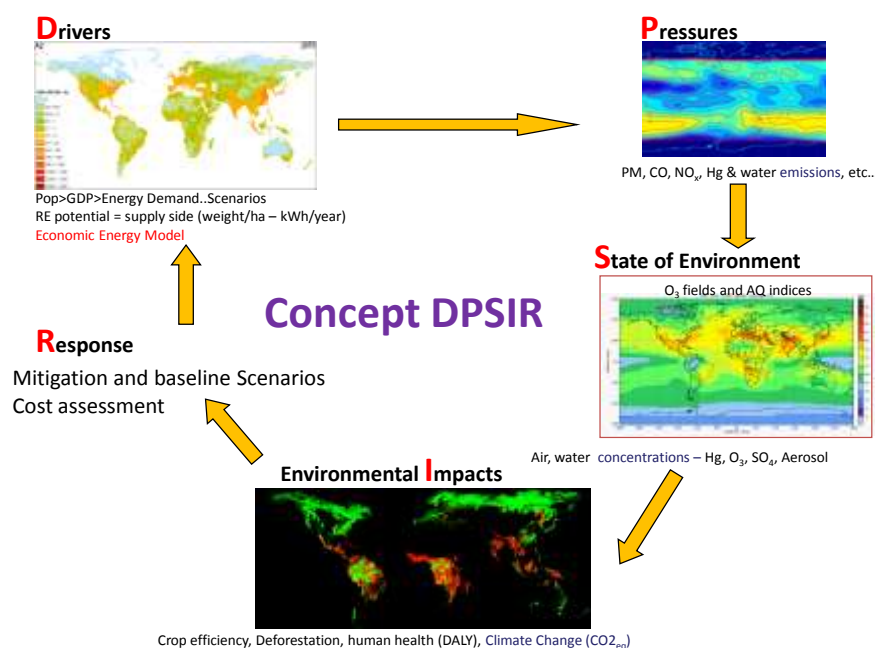 Drivers
Pressures
Pop>GDP>Energy Demand..Scenarios
RE potential = supply side (weight/ha – kWh/year)
Economic Energy Model
PM, CO, NOx, Hg & water emissions, etc..
State of Environment
O3 fields and AQ indices
Concept DPSIR
Response
Mitigation and baseline Scenarios
Cost assessment
Air, water concentrations – Hg, O3, SO4, Aerosol
Environmental Impacts
Crop efficiency, Deforestation, human health (DALY), Climate Change (CO2eq)